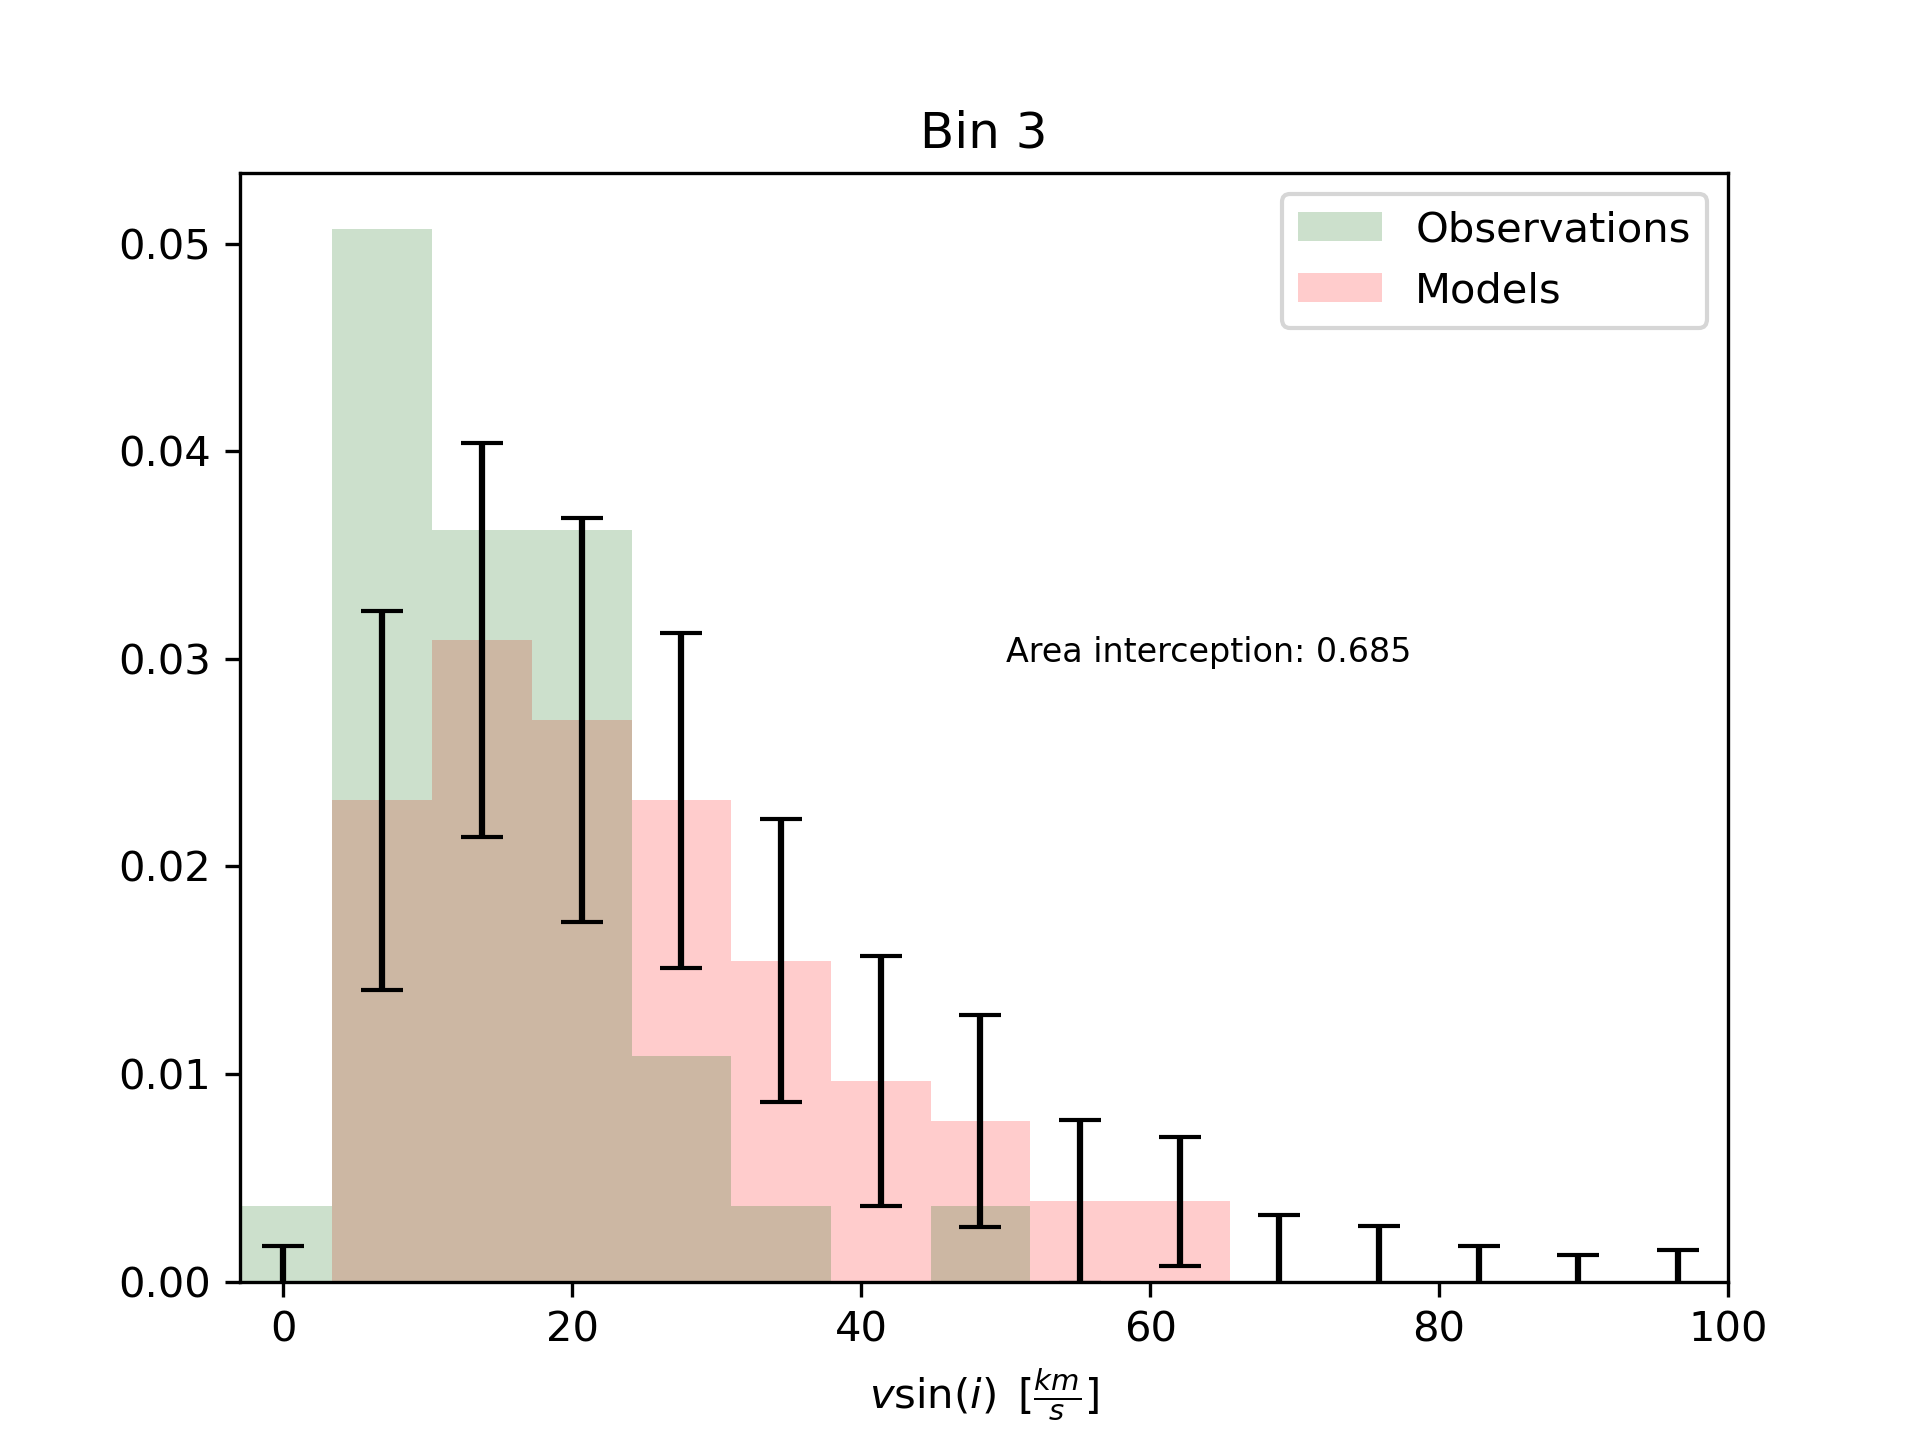 Bin 3
Observations
Models
Area interception: 0.685
0.05
0.04
0.03
0.02
0.01
0.00
0 20 40 60 80 100
v sin(i) [km/s]